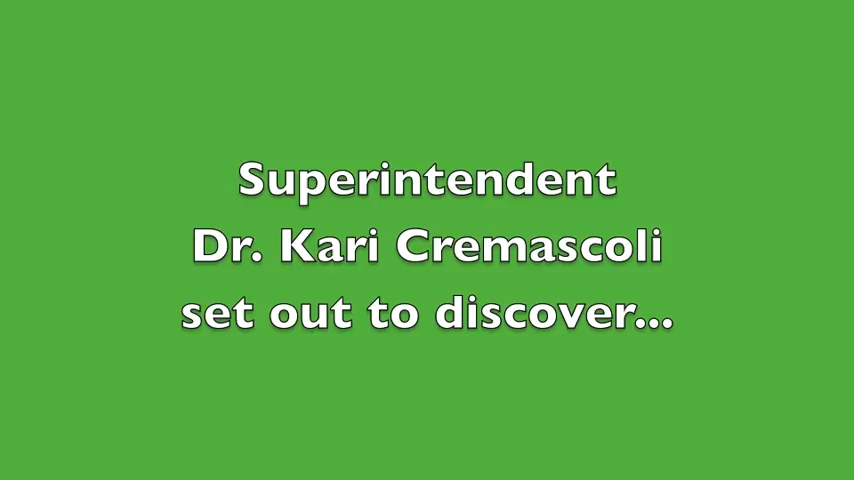 Superintendent
Dr. Kari Cremascoli
set out to discover...